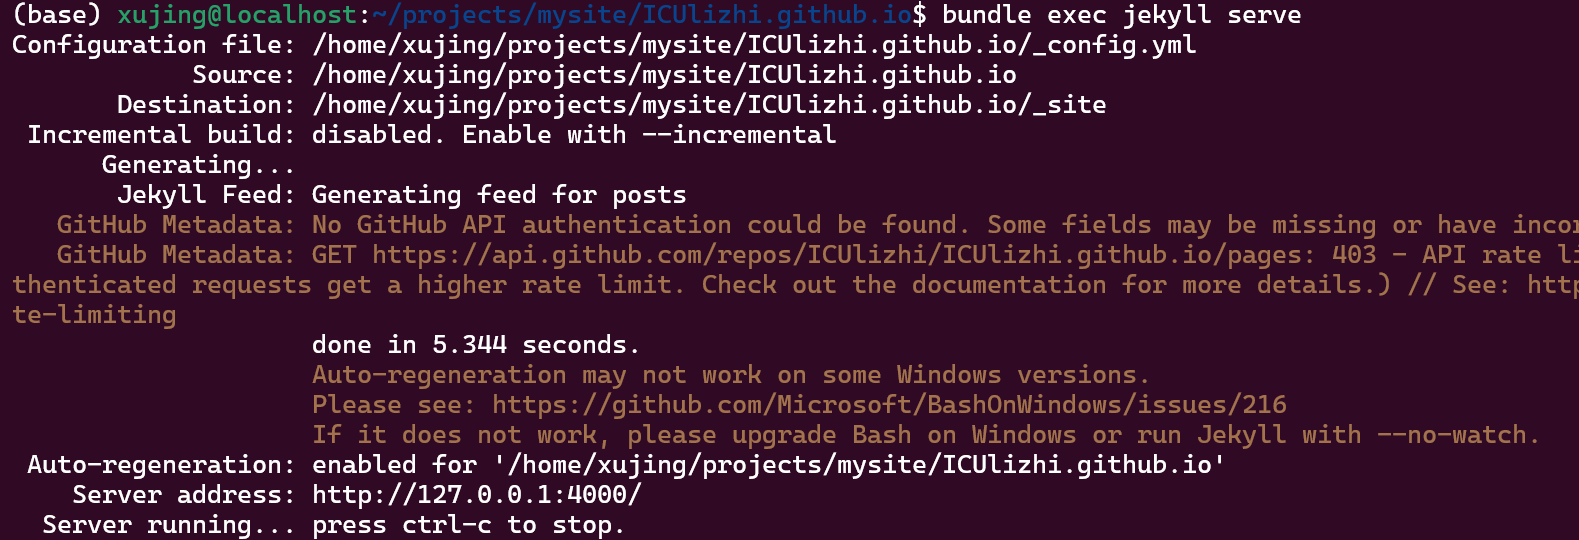 (base) xujing@localhost:~/projects/mysite/ICUlizhi.github.io$ bundle exec jekyll serve
Configuration file: /home/xujing/projects/mysite/ICUlizhi.github.io/_config.yml
Source: /home/xujing/projects/mysite/ICUlizhi.github.io
Destination: /home/xujing/projects/mysite/ICUlizhi.github.io/_site
Incremental build: disabled. Enable with --incremental
Generating...
Jekyll Feed: Generating feed for posts
GitHub Metadata: No GitHub API authentication could be found. Some fields may be missing or have
GitHub Metadata: GET https://api.github.com/repos/ICUlizhi/ICUlizhi.github.io/pages: 403 - API rate
thenticated requests get a higher rate limit. Check out the documentation for more details.) // See:
te-limiting
done in 5.344 seconds.
Auto-regeneration may not work on some Windows versions.
Please see: https://github.com/Microsoft/BashOnWindows/issues/216
If it does not work, please upgrade Bash on Windows or run Jekyll with --no-watch.
Auto-regeneration: enabled for '/home/xujing/projects/mysite/ICUlizhi.github.io'
Server address: http://127.0.0.1:4000/
Server running... press ctrl-c to stop.